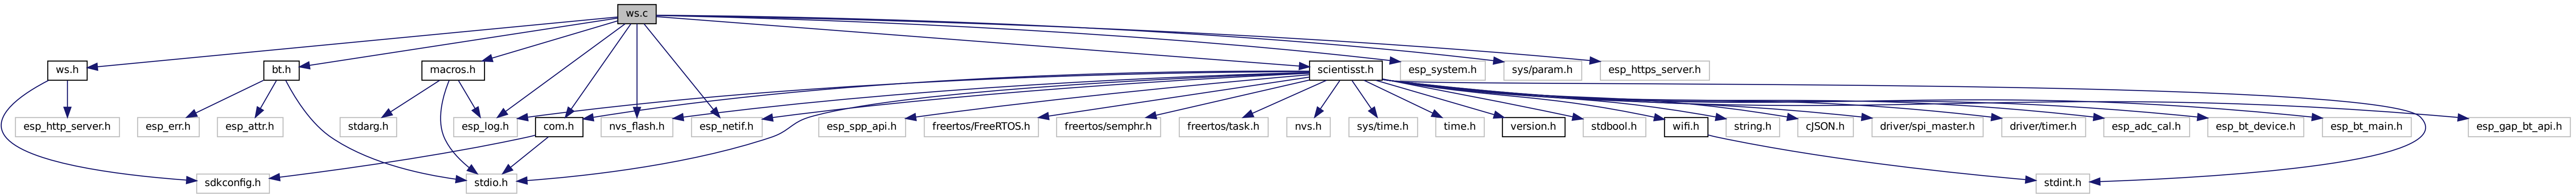 ws.c
ws.h
bt.h
macros.h
scientisst.h
esp_system.h
sys/param.h
esp_https_server.h
esp_http_server.h
esp_err.h
esp_attr.h
stdarg.h
esp_log.h
com.h
nvs_flash.h
esp_netif.h
esp_spp_api.h
freertos/FreeRTOS.h
freertos/semphr.h
freertos/task.h
nvs.h
sys/time.h
time.h
version.h
stdbool.h
wifi.h
string.h
cJSON.h
driver/spi_master.h
driver/timer.h
esp_adc_cal.h
esp_bt_device.h
esp_bt_main.h
esp_gap_bt_api.h
sdkconfig.h
stdio.h
stdint.h